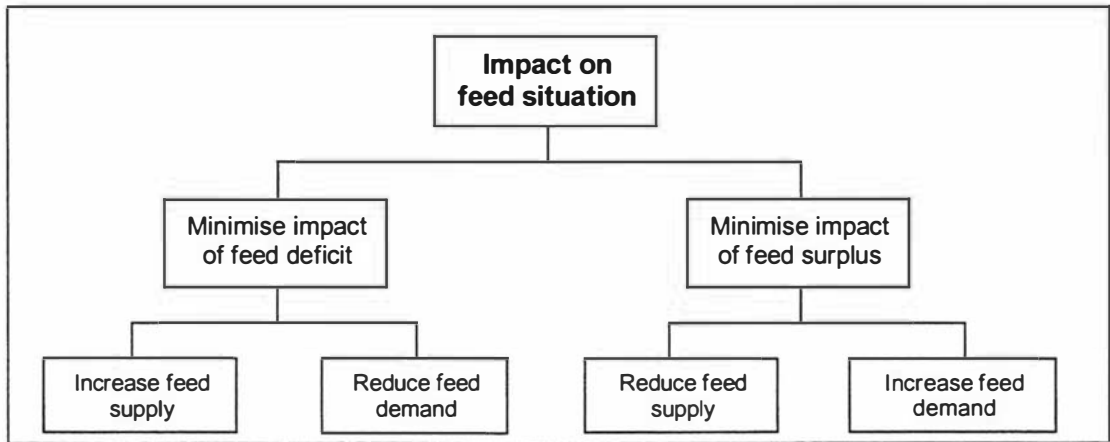 Impact on
feed situation
Minimise impact
of feed deficit
Minimise impact
of feed surplus
Increase feed
supply
Reduce feed
demand
Reduce feed
supply
Increase feed
demand